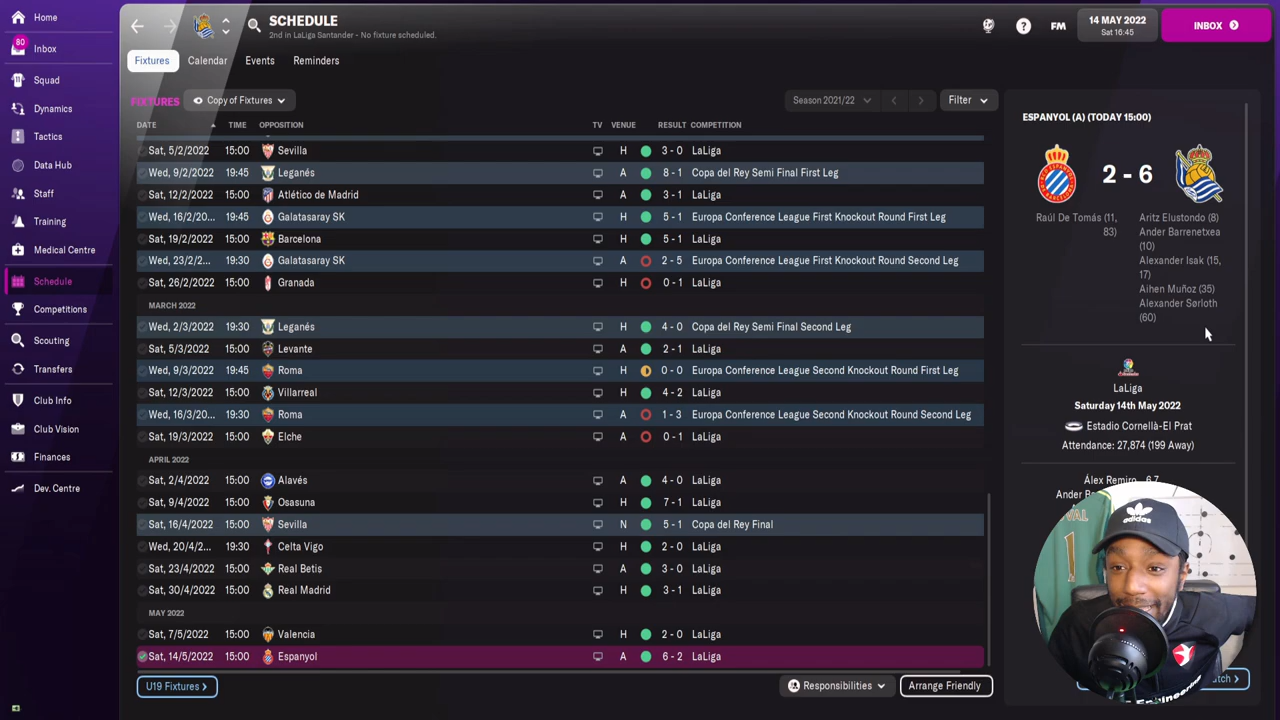 Home
80
Inbox
Squad
Dynamics
Tactics
Data Hub
Staff
Training
Medical Centre
Schedule
Competitions
Scouting
Transfers
Club Info
Club Vision
Finances
Dev. Centre
SCHEDULE
2nd in LaLiga Santander - No fixture scheduled.
?
FM
14 MAY 2022
Sat 16:45
INBOX
Fixtures Calendar Events Reminders
FIXTURES Copy of Fixtures Season 2021/22 Filter
DATE TIME OPPOSITION TV VENUE RESULT COMPETITION
Sat, 5/2/2022 15:00 Sevilla H 3 - 0 LaLiga
Wed, 9/2/2022 19:45 Leganés A 8 - 1 Copa del Rey Semi Final First Leg
Sat, 12/2/2022 15:00 Atlético de Madrid A 3 - 1 LaLiga
Wed, 16/2/20... 19:45 Galatasaray SK H 5 - 1 Europa Conference League First Knockout Round First Leg
Sat, 19/2/2022 15:00 Barcelona H 5 - 1 LaLiga
Wed, 23/2/2... 19:30 Galatasaray SK A 2 - 5 Europa Conference League First Knockout Round Second Leg
Sat, 26/2/2022 15:00 Granada H 0 - 1 LaLiga
MARCH 2022
Wed, 2/3/2022 19:30 Leganés H 4 - 0 Copa del Rey Semi Final Second Leg
Sat, 5/3/2022 15:00 Levante A 2 - 1 LaLiga
Wed, 9/3/2022 19:45 Roma H 0 - 0 Europa Conference League Second Knockout Round First Leg
Sat, 12/3/2022 15:00 Villarreal H 4 - 2 LaLiga
Wed, 16/3/20... 19:30 Roma A 1 - 3 Europa Conference League Second Knockout Round Second Leg
Sat, 19/3/2022 15:00 Elche A 0 - 1 LaLiga
APRIL 2022
Sat, 2/4/2022 15:00 Alavés A 4 - 0 LaLiga
Sat, 9/4/2022 15:00 Osasuna H 7 - 1 LaLiga
Sat, 16/4/2022 15:00 Sevilla N 5 - 1 Copa del Rey Final
Wed, 20/4/2... 19:30 Celta Vigo H 2 - 0 LaLiga
Sat, 23/4/2022 15:00 Real Betis A 3 - 0 LaLiga
Sat, 30/4/2022 15:00 Real Madrid H 3 - 1 LaLiga
MAY 2022
Sat, 7/5/2022 15:00 Valencia H 2 - 0 LaLiga
Sat, 14/5/2022 15:00 Espanyol A 6 - 2 LaLiga
U19 Fixtures > Responsibilities Arrange Friendly
ESPANYOL (A) (TODAY 15:00)
2 - 6
Raúl De Tomás (11,
83)
Aritz Elustondo (8)
Ander Barrenetxea
(10)
Alexander Isak (15,
17)
Aihen Muñoz (35)
Alexander Sørloth
(60)
LaLiga
Saturday 14th May 2022
Estadio Cornellà-El Prat
Attendance: 27,874 (199 Away)
Álex Remiro 6.7
Ander
adidas